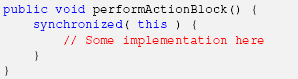 public void performActionBlock() {
    synchronized( this ) {
        // Some implementation here
    }
}